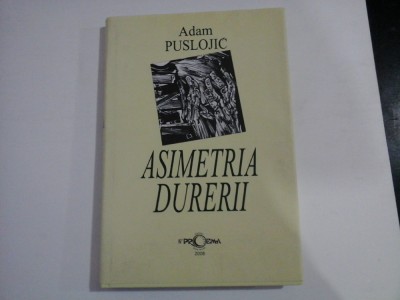 Adam
PUSLOJIC
ASIMETRIA
DURERII